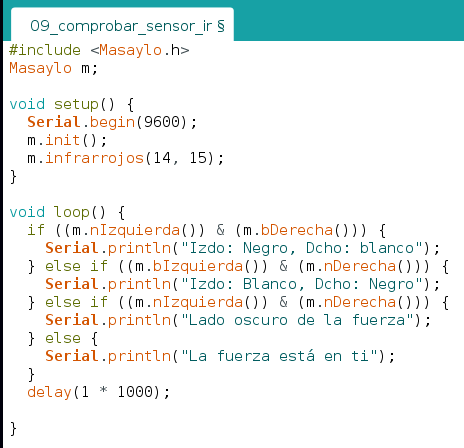 09_comprobar_sensor_ir §
#include <Masaylo.h>
Masaylo m;
void setup() {
Serial.begin(9600);
m.init();
m.infrarrojos(14, 15);
}
void loop() {
if ((m.nIzquierda()) & (m.bDerecha())) {
Serial.println("Izdo: Negro, Dcho: blanco");
} else if ((m.bIzquierda()) & (m.nDerecha())) {
Serial.println("Izdo: Blanco, Dcho: Negro");
} else if ((m.nIzquierda()) & (m.nDerecha())) {
Serial.println("Lado oscuro de la fuerza");
} else {
Serial.println("La fuerza está en ti");
}
delay(1 * 1000);
}